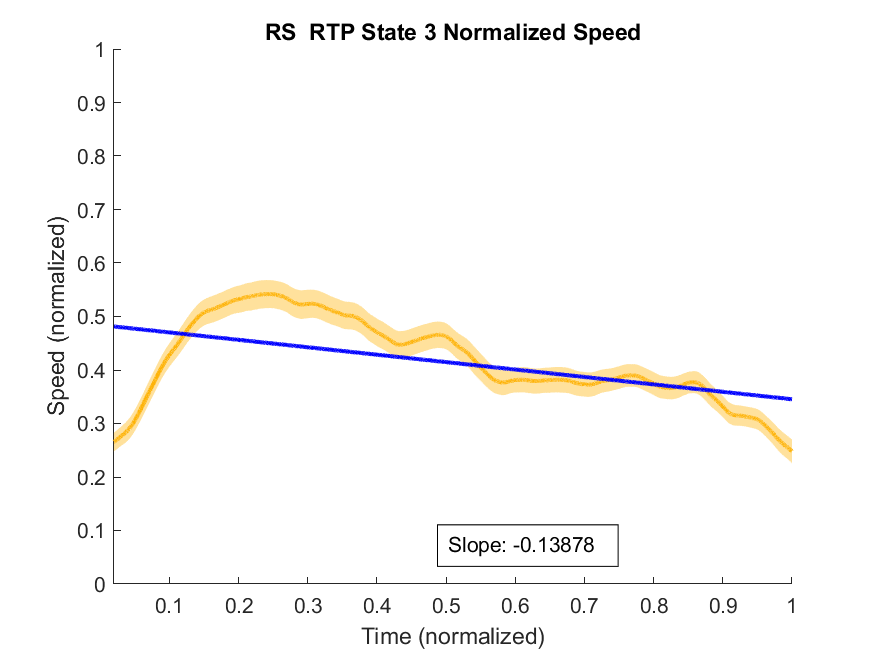 RS  RTP State 3 Normalized Speed
1
0.9
0.8
0.7
0.6
0.5
0.4
0.3
0.2
0.1
0
Speed (normalized)
Slope: -0.13878
0.1 0.2 0.3 0.4 0.5 0.6 0.7 0.8 0.9 1
Time (normalized)